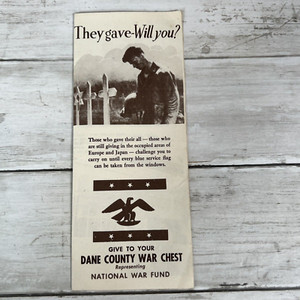 They gave-Will you?
Those who gave their all — those who
are still giving in the occupied areas of
Europe and Japan — challenge you to
carry on until every blue service flag
can be taken from the windows.
GIVE TO YOUR
DANE COUNTY WAR CHEST
Representing
NATIONAL WAR FUND